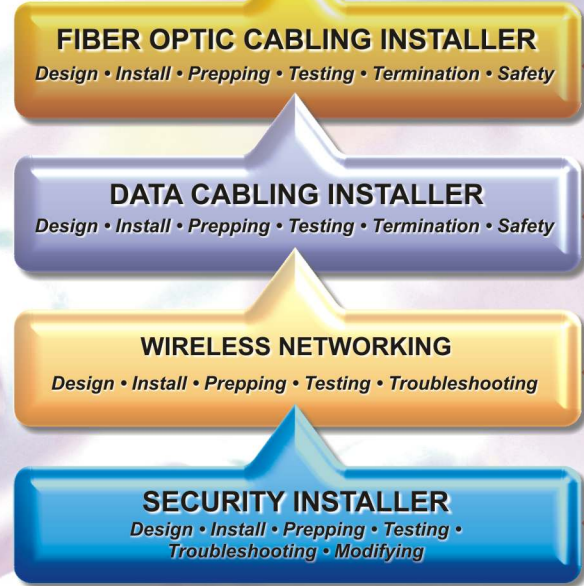 FIBER OPTIC CABLING INSTALLER
Design • Install • Prepping • Testing • Termination • Safety
DATA CABLING INSTALLER
Design • Install • Prepping • Testing • Termination • Safety
WIRELESS NETWORKING
Design • Install • Prepping • Testing • Troubleshooting
SECURITY INSTALLER
Design • Install • Prepping • Testing •
Troubleshooting • Modifying